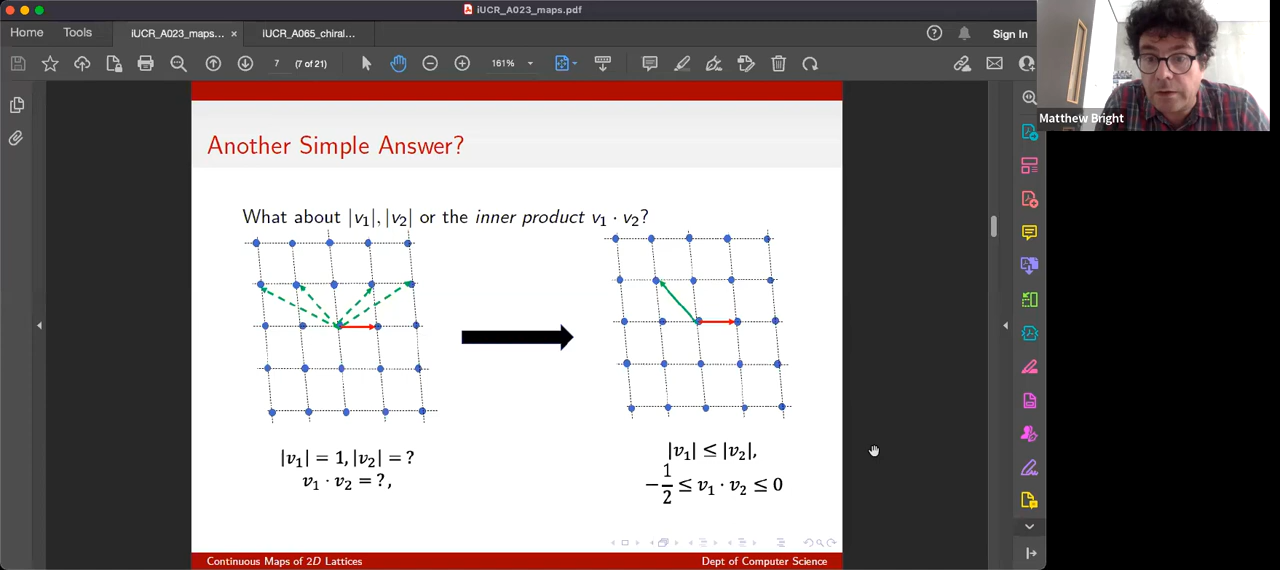 iUCR_A023_maps.pdf
Home
Tools
iUCR_A023_maps...
×
iUCR_A065_chiral...
Sign In
7
(7 of 21)
161%
Matthew Bright
Another Simple Answer?
What about |v₁|, |v₂| or the inner product v₁ · v₂?
|v₁| = 1, |v₂| = ?
v₁ · v₂ = ?,
|v₁| ≤ |v₂|,
−1/2 ≤ v₁ · v₂ ≤ 0
Continuous Maps of 2D Lattices
Dept of Computer Science